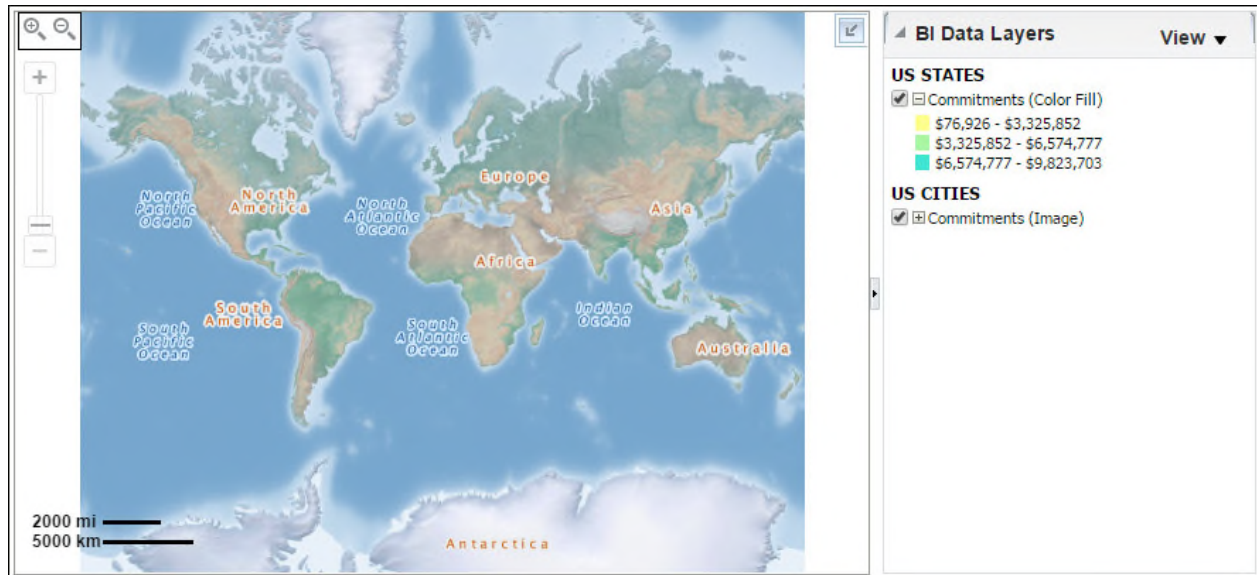 BI Data Layers
View
US STATES
Commitments (Color Fill)
$76,926 - $3,325,852
$3,325,852 - $6,574,777
$6,574,777 - $9,823,703
US CITIES
Commitments (Image)
Europe
North
Pacific
Ocean
North
America
North
Atlantic
Ocean
Asia
Africa
South
America
South
Pacific
Ocean
South
Atlantic
Ocean
Indian
Ocean
Australia
2000 mi
5000 km
Antarctica